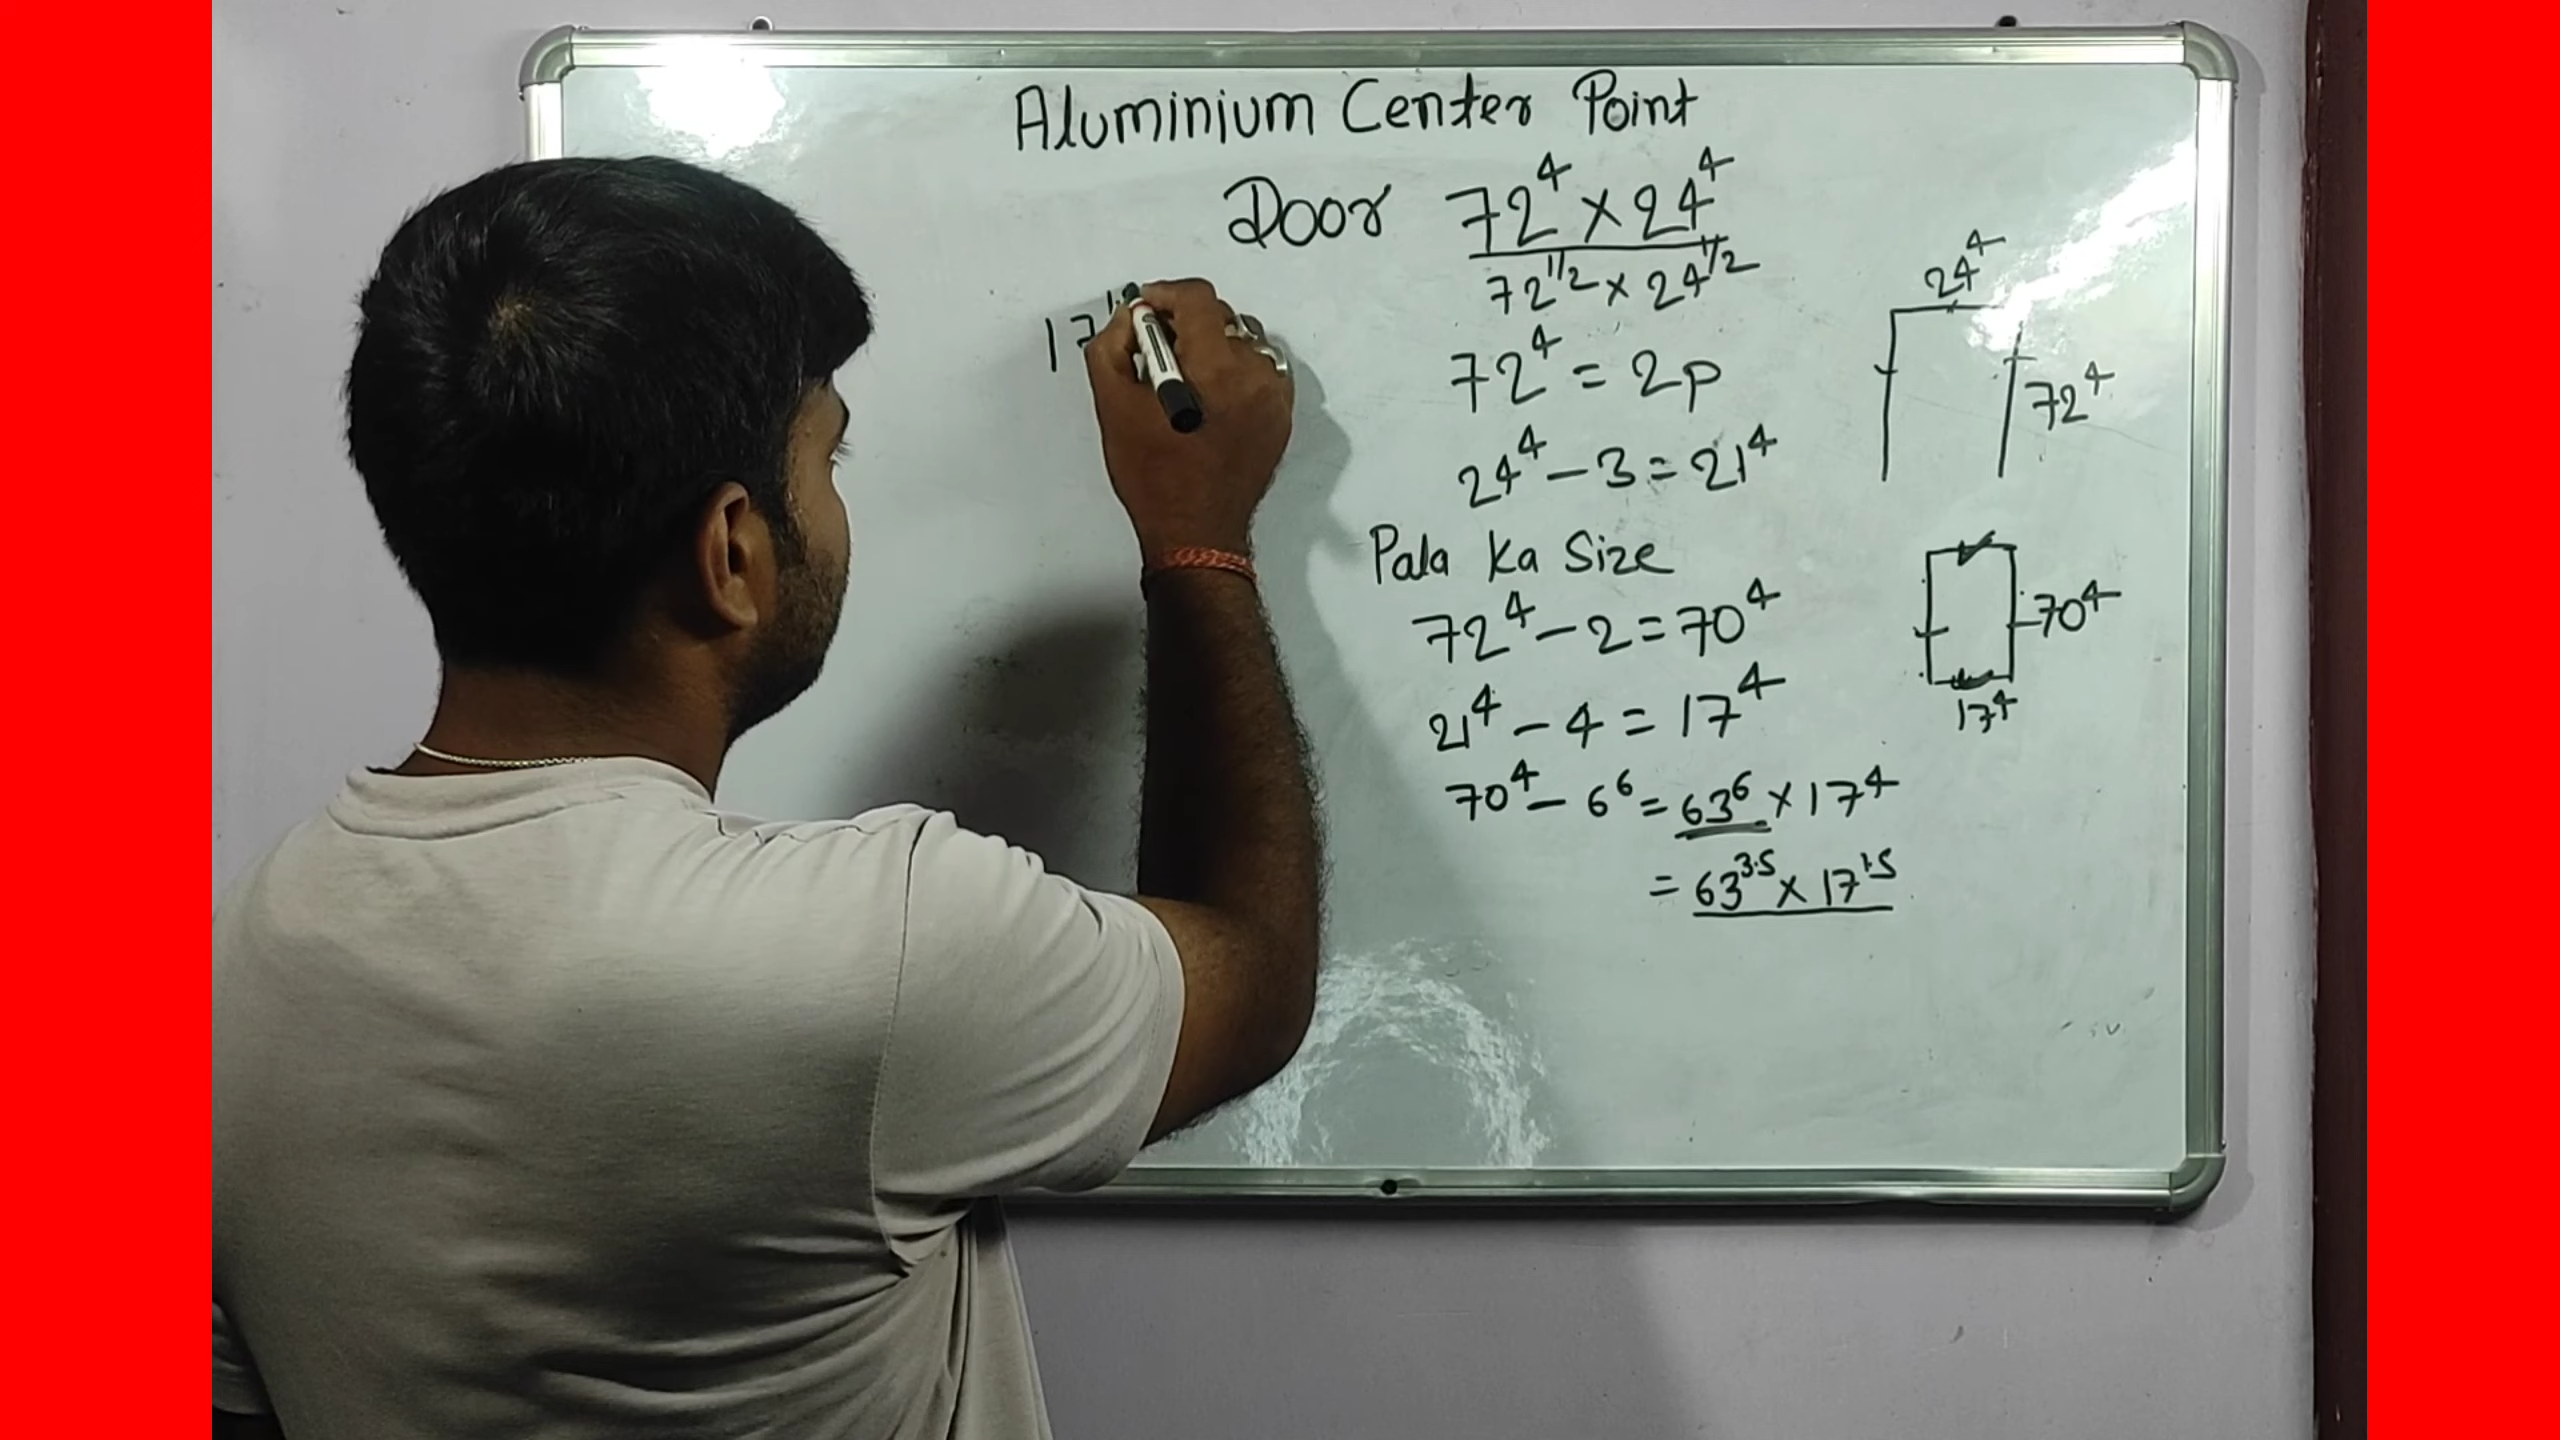 Aluminium Center Point
Door 72⁴ × 24⁴
72¹/² × 24¹/²
72⁴ = 2p
24⁴ - 3 = 21⁴
Pala Ka Size
72⁴ - 2 = 70⁴
21⁴ - 4 = 17⁴
70⁴ - 6⁶ = 63⁶ × 17⁴
= 63³·⁵ × 17¹·⁵
24⁴
72⁴
70⁴
17⁴
17